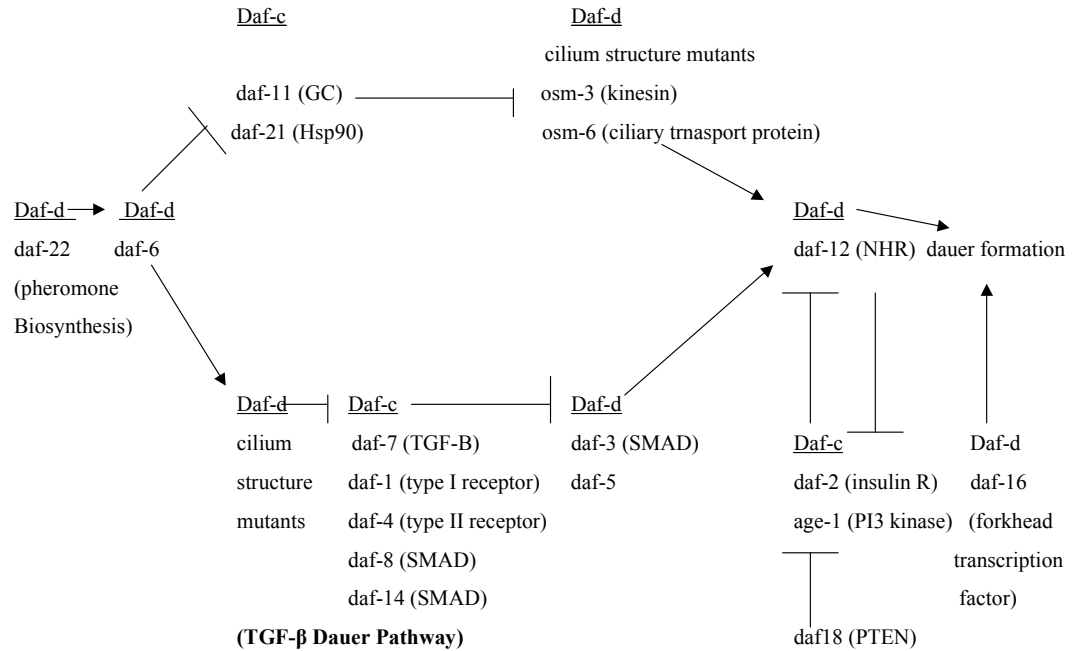 Daf-c
Daf-d
cilium structure mutants
daf-11 (GC)
osm-3 (kinesin)
daf-21 (Hsp90)
osm-6 (ciliary trnasport protein)
Daf-d
Daf-d
Daf-d
daf-22
daf-6
daf-12 (NHR)
dauer formation
(pheromone
Biosynthesis)
Daf-d
Daf-c
Daf-d
cilium
daf-7 (TGF-B)
daf-3 (SMAD)
Daf-c
Daf-d
structure
daf-1 (type I receptor)
daf-5
daf-2 (insulin R)
daf-16
mutants
daf-4 (type II receptor)
age-1 (PI3 kinase)
(forkhead
daf-8 (SMAD)
transcription
daf-14 (SMAD)
factor)
(TGF-β Dauer Pathway)
daf18 (PTEN)